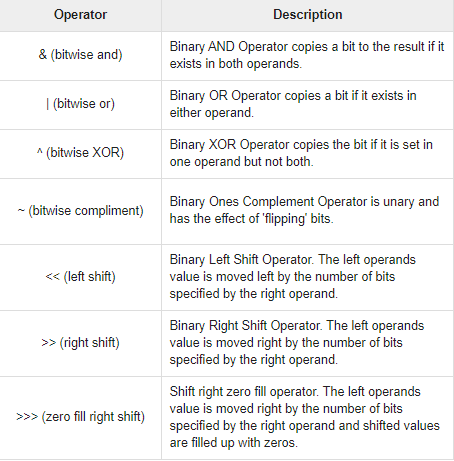 Operator Description
& (bitwise and) Binary AND Operator copies a bit to the result if it
exists in both operands.
| (bitwise or) Binary OR Operator copies a bit if it exists in
either operand.
^ (bitwise XOR) Binary XOR Operator copies the bit if it is set in
one operand but not both.
~ (bitwise compliment) Binary Ones Complement Operator is unary and
has the effect of 'flipping' bits.
<< (left shift) Binary Left Shift Operator. The left operands
value is moved left by the number of bits
specified by the right operand.
>> (right shift) Binary Right Shift Operator. The left operands
value is moved right by the number of bits
specified by the right operand.
>>> (zero fill right shift) Shift right zero fill operator. The left operands
value is moved right by the number of bits
specified by the right operand and shifted values
are filled up with zeros.